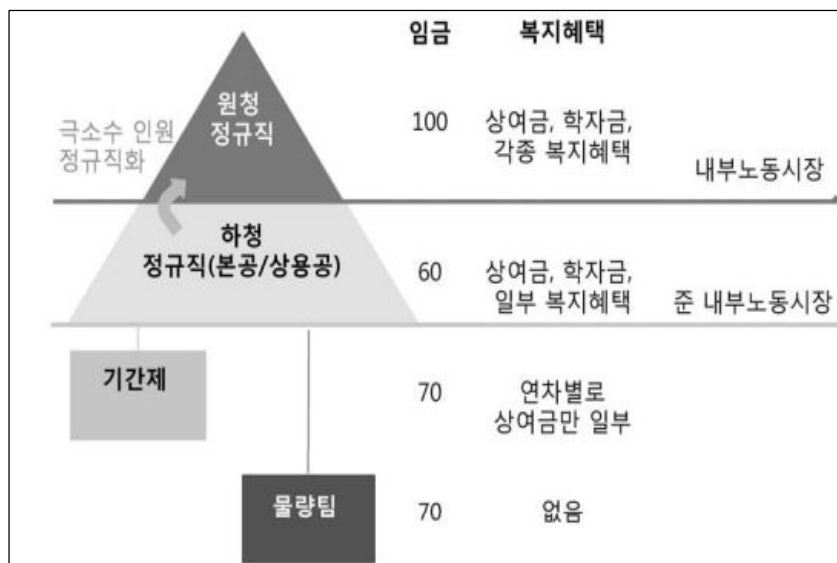 임금 복지혜택
원청
정규직
극소수 인원
정규직화
100 상여금, 학자금,
각종 복지혜택
내부노동시장
하청
정규직(본공/상용공)
60 상여금, 학자금,
일부 복지혜택
준 내부노동시장
기간제
70 연차별로
상여금만 일부
물량팀
70 없음